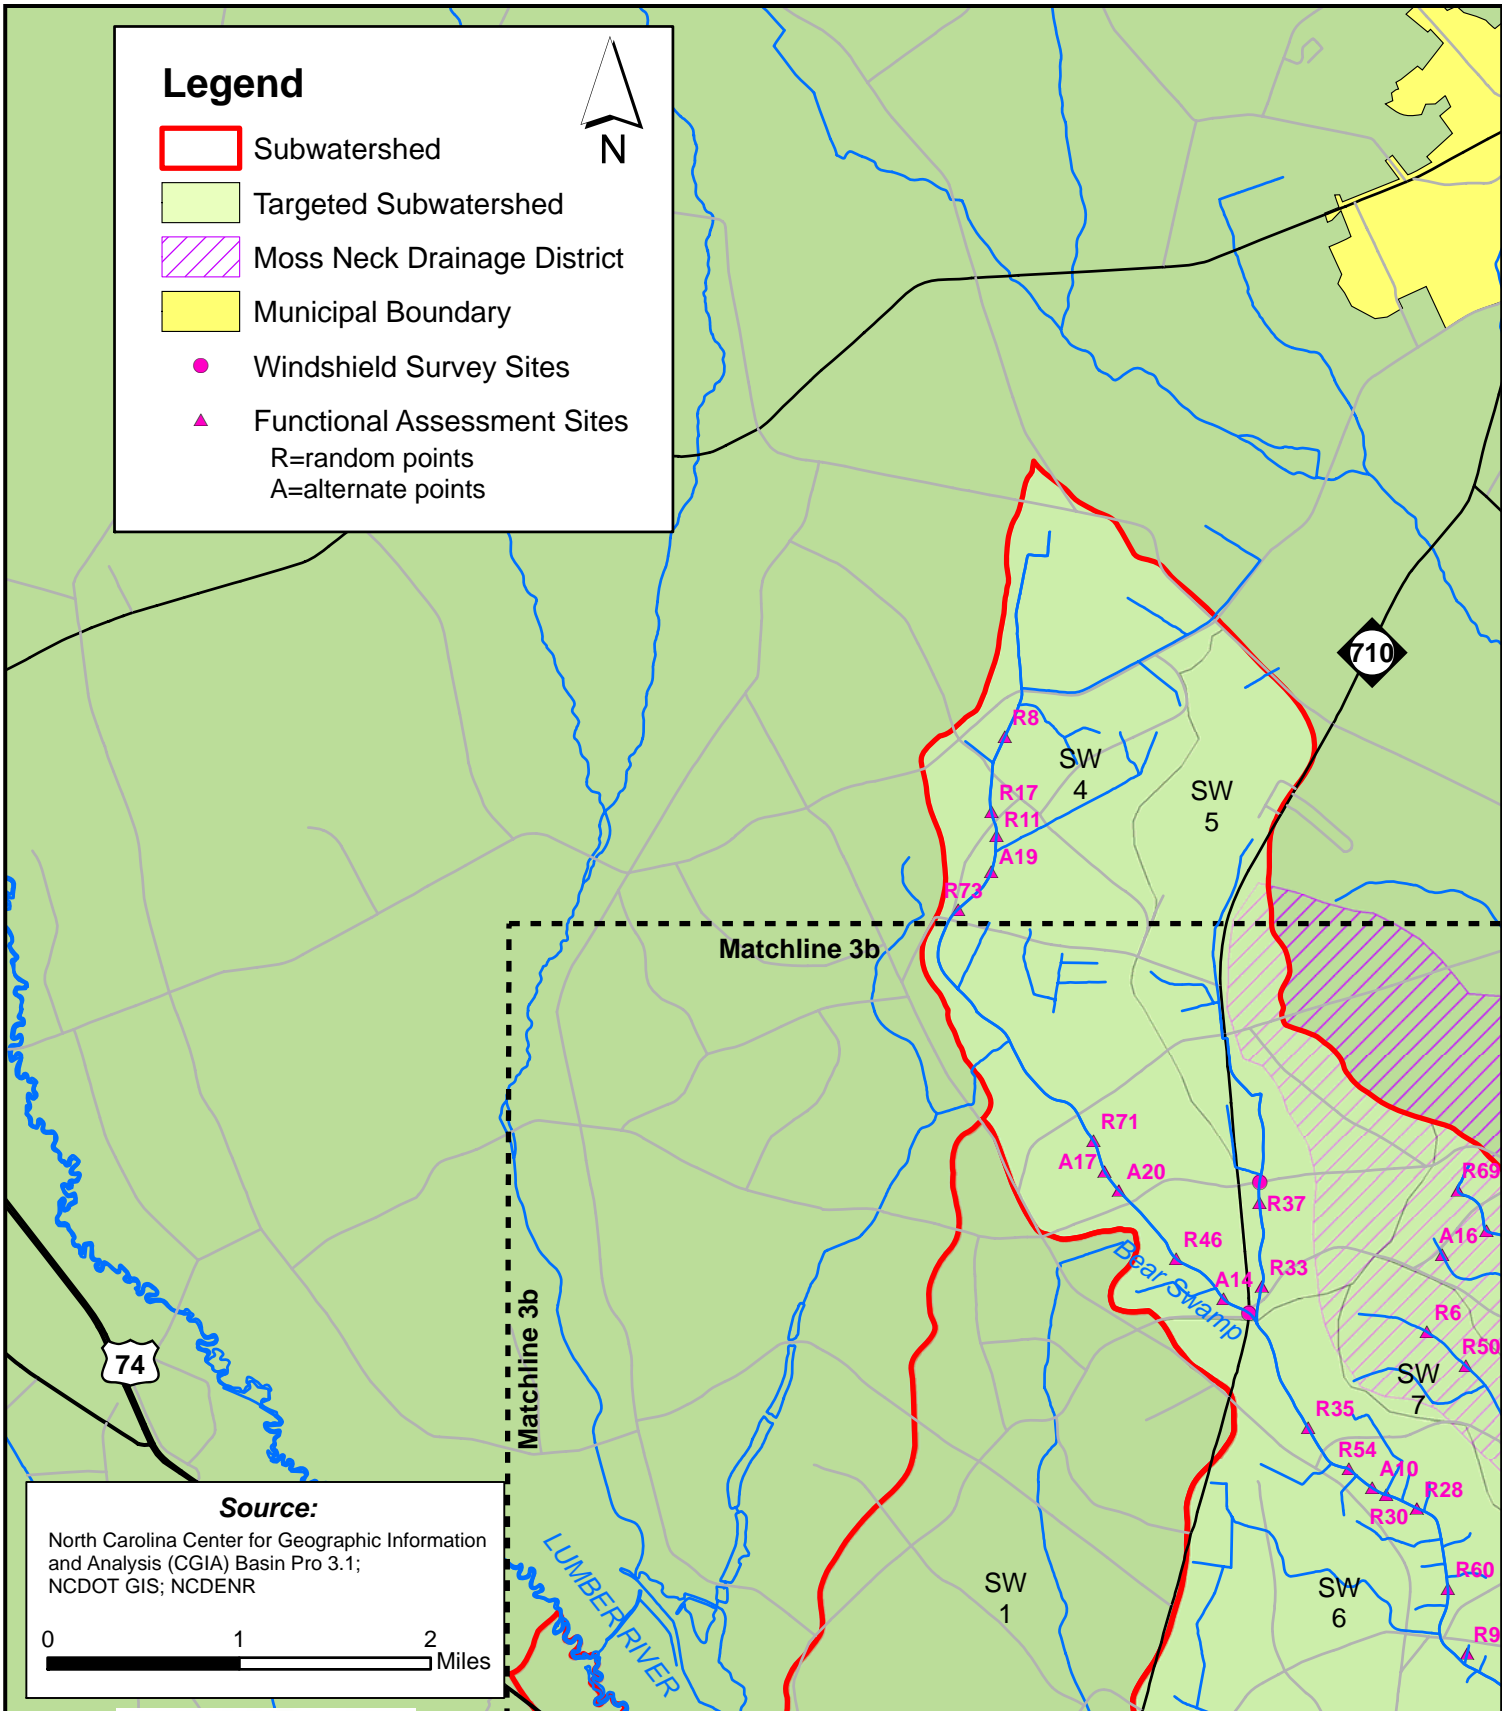 Legend
N
Subwatershed
Targeted Subwatershed
Moss Neck Drainage District
Municipal Boundary
Windshield Survey Sites
Functional Assessment Sites
R=random points
A=alternate points
710
R8
SW
4
SW
5
R17
R11
A19
R73
Matchline 3b
R71
A17
A20
R69
R37
A16
R46
Bear Swamp
A14
R33
Matchline 3b
R6
R50
74
SW
7
R35
R54
A10
R28
R30
Source:
North Carolina Center for Geographic Information
and Analysis (CGIA) Basin Pro 3.1;
NCDOT GIS; NCDENR
0 1 2
Miles
LUMBER RIVER
SW
1
SW
6
R60
R9